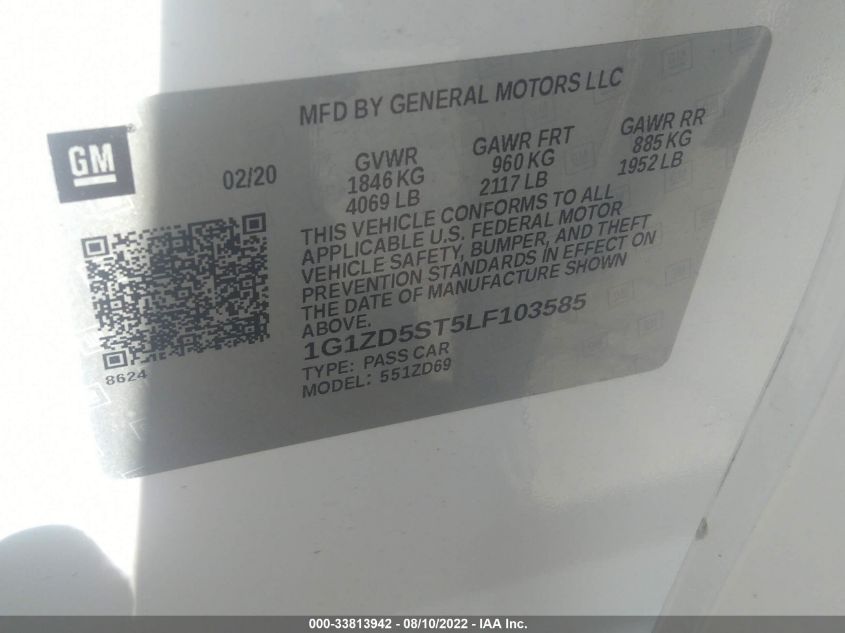 MFD BY GENERAL MOTORS LLC
GM
02/20
GVWR
1846 KG
4069 LB
GAWR FRT
960 KG
2117 LB
GAWR RR
885 KG
1952 LB
THIS VEHICLE CONFORMS TO ALL
APPLICABLE U.S. FEDERAL MOTOR
VEHICLE SAFETY, BUMPER, AND THEFT
PREVENTION STANDARDS IN EFFECT ON
THE DATE OF MANUFACTURE SHOWN
ABOVE.
1G1ZD5ST5LF103585
TYPE: PASS CAR
MODEL: 551ZD69
8624
000-33813942 - 08/10/2022 - IAA Inc.